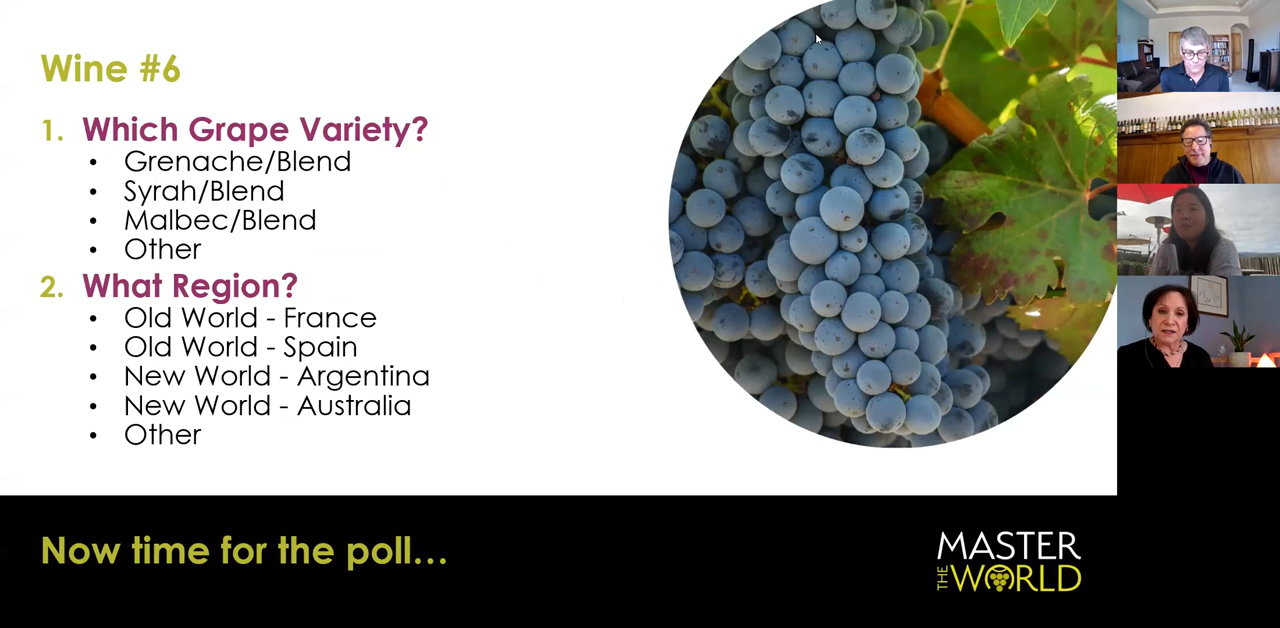 Wine #6
1. Which Grape Variety?
• Grenache/Blend
• Syrah/Blend
• Malbec/Blend
• Other
2. What Region?
• Old World - France
• Old World - Spain
• New World - Argentina
• New World - Australia
• Other
Now time for the poll...
MASTER
THE WORLD